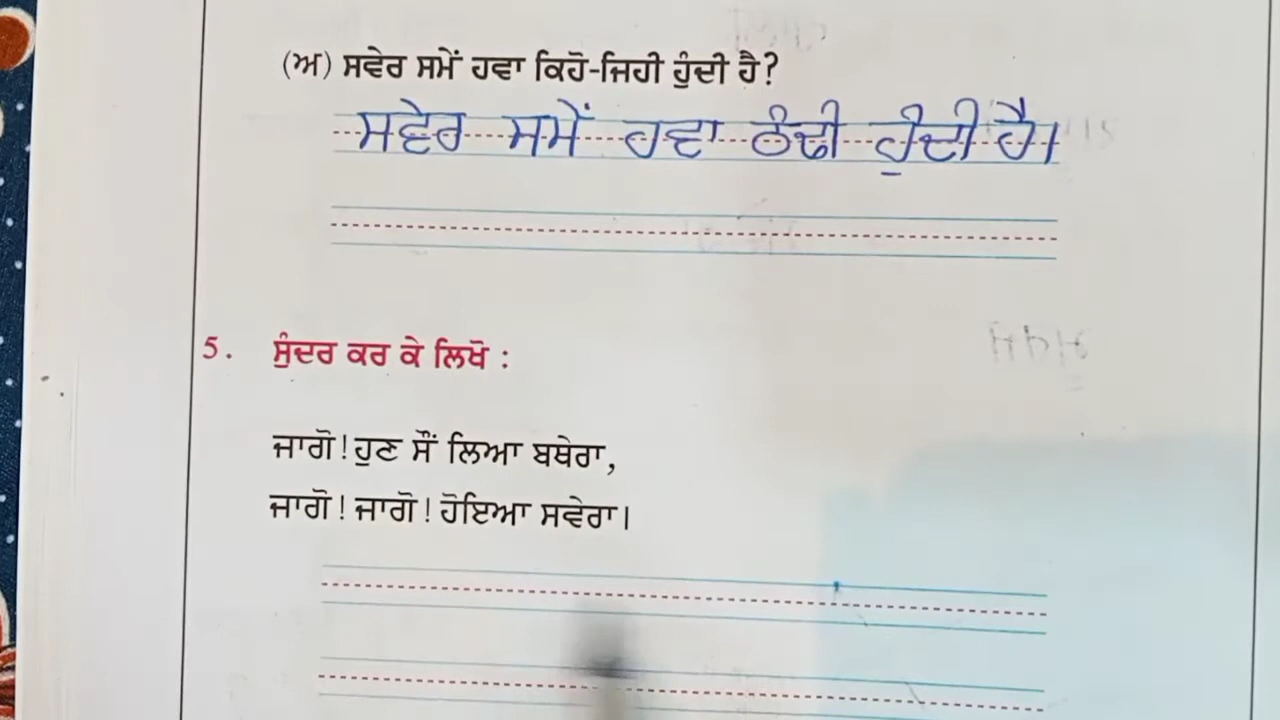 (ਅ) ਸਵੇਰ ਸਮੇਂ ਹਵਾ ਕਿਹੋ-ਜਿਹੀ ਹੁੰਦੀ ਹੈ?
ਸਵੇਰ ਸਮੇਂ ਹਵਾ ਠੰਢੀ ਹੁੰਦੀ ਹੈ।
5. ਸੁੰਦਰ ਕਰ ਕੇ ਲਿਖੋ :
ਜਾਗੋ! ਹੁਣ ਸੌਂ ਲਿਆ ਬਥੇਰਾ,
ਜਾਗੋ! ਜਾਗੋ! ਹੋਇਆ ਸਵੇਰਾ।